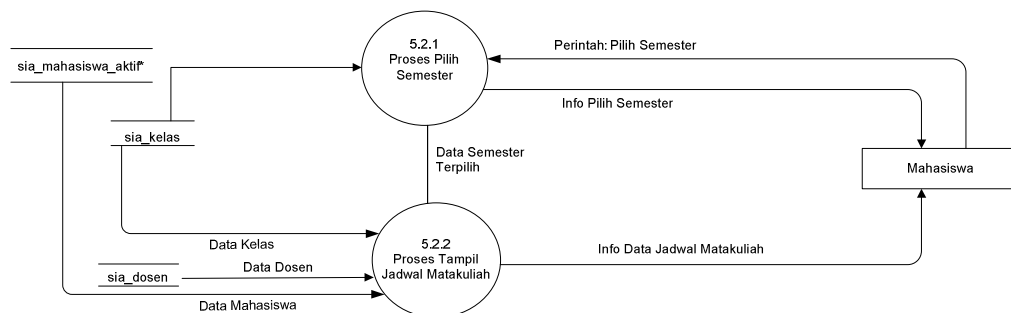 5.2.1
Proses Pilih
Semester
Perintah: Pilih Semester
sia_mahasiswa_aktif*
Info Pilih Semester
sia_kelas
Data Semester
Terpilih
Mahasiswa
5.2.2
Proses Tampil
Jadwal Matakuliah
Data Kelas
Info Data Jadwal Matakuliah
Data Dosen
sia_dosen
Data Mahasiswa